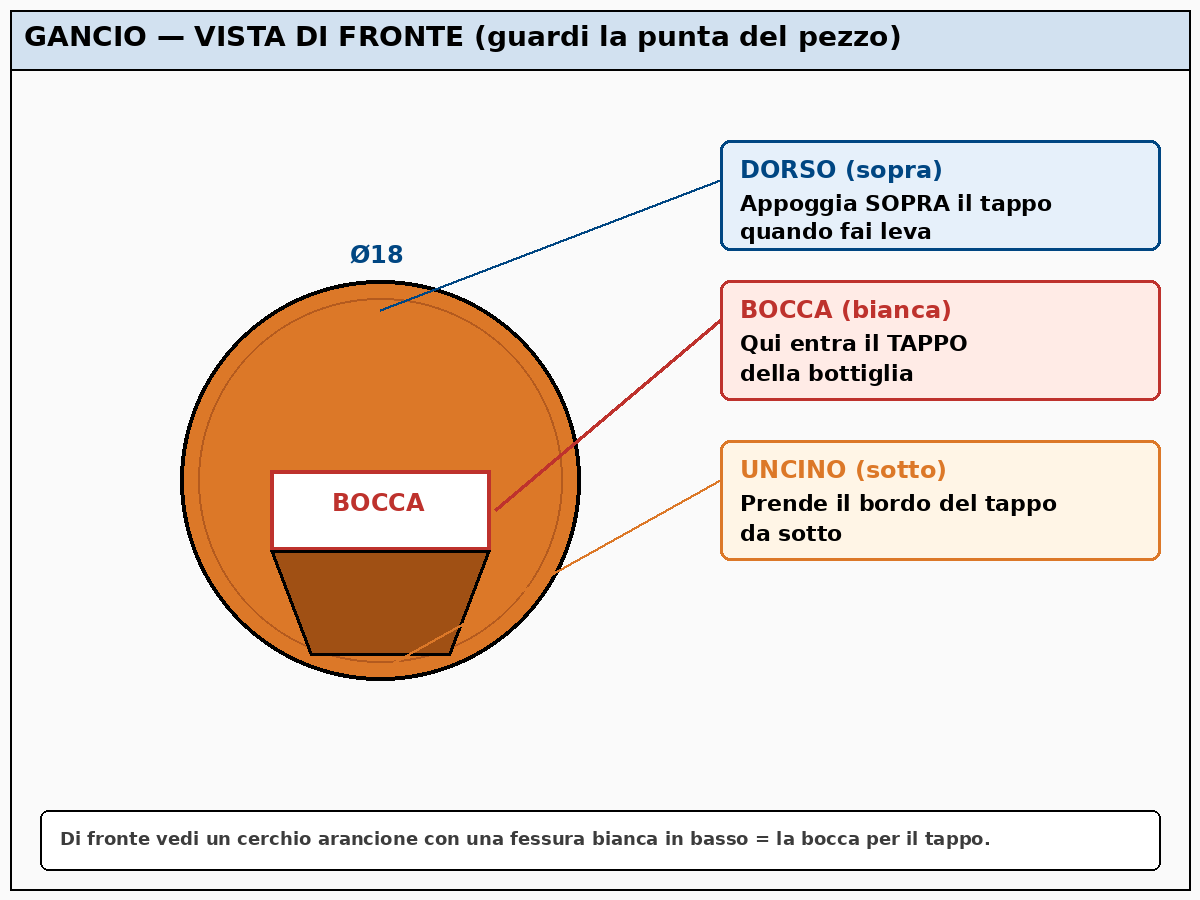 GANCIO — VISTA DI FRONTE (guardi la punta del pezzo)
DORSO (sopra)
Appoggia SOPRA il tappo
quando fai leva
Ø18
BOCCA (bianca)
Qui entra il TAPPO
della bottiglia
UNCINO (sotto)
Prende il bordo del tappo
da sotto
BOCCA
Di fronte vedi un cerchio arancione con una fessura bianca in basso = la bocca per il tappo.